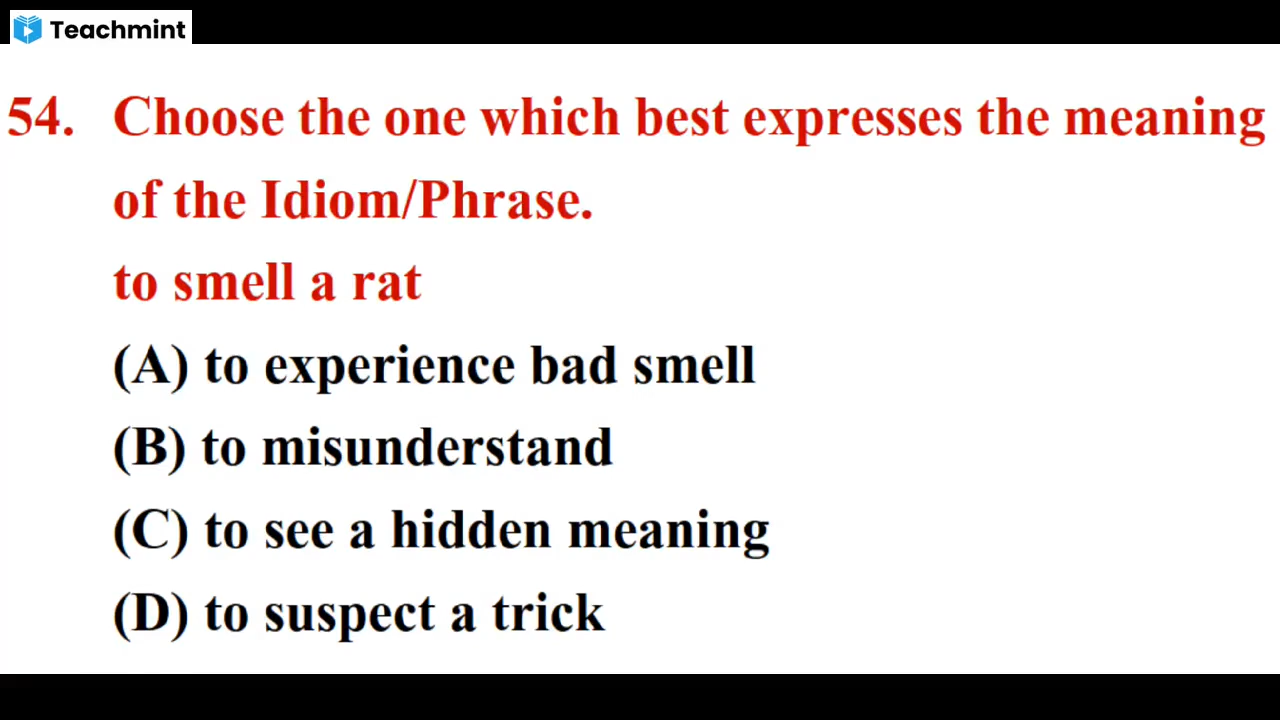 Teachmint
54. Choose the one which best expresses the meaning
of the Idiom/Phrase.
to smell a rat
(A) to experience bad smell
(B) to misunderstand
(C) to see a hidden meaning
(D) to suspect a trick